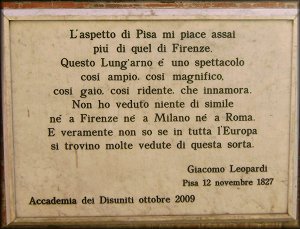 L'aspetto di Pisa mi piace assai
più di quel di Firenze.
Questo Lung'arno e' uno spettacolo
così ampio, così magnifico,
così gaio, così ridente, che innamora.
Non ho veduto niente di simile
ne' a Firenze ne' a Milano ne' a Roma.
E veramente non so se in tutta l'Europa
si trovino molte vedute di questa sorta.
Giacomo Leopardi
Pisa 12 novembre 1827
Accademia dei Disuniti ottobre 2009